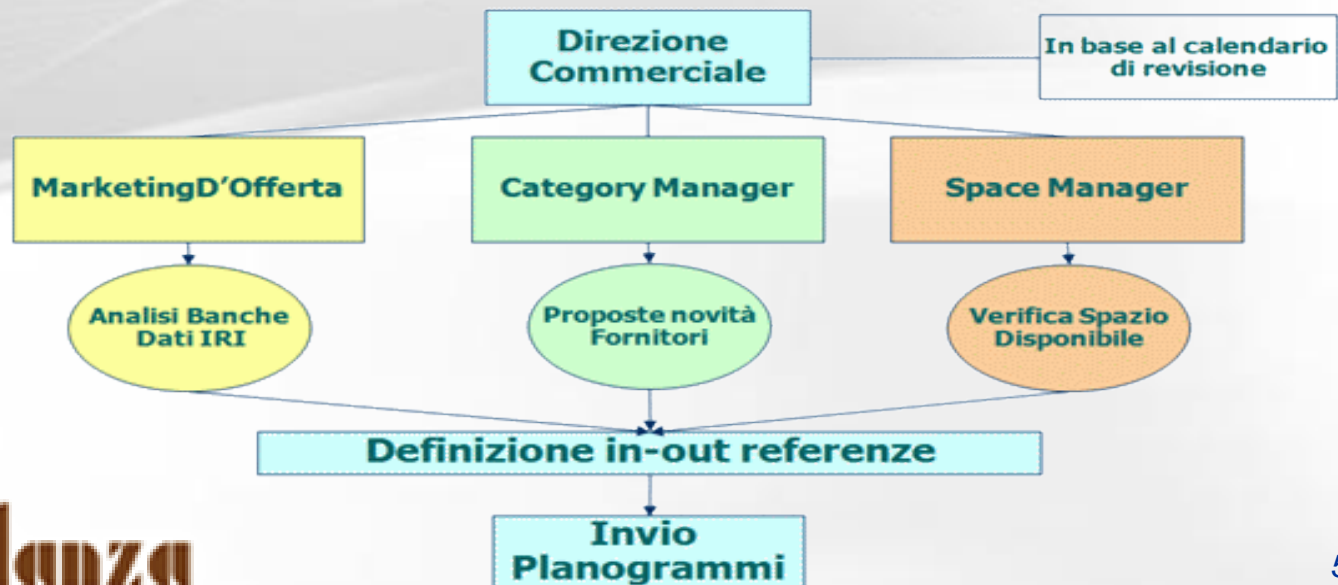 Direzione
Commerciale
In base al calendario
di revisione
MarketingD'Offerta
Category Manager
Space Manager
Analisi Banche
Dati IRI
Proposte novità
Fornitori
Verifica Spazio
Disponibile
Definizione in-out referenze
Invio
Planogrammi